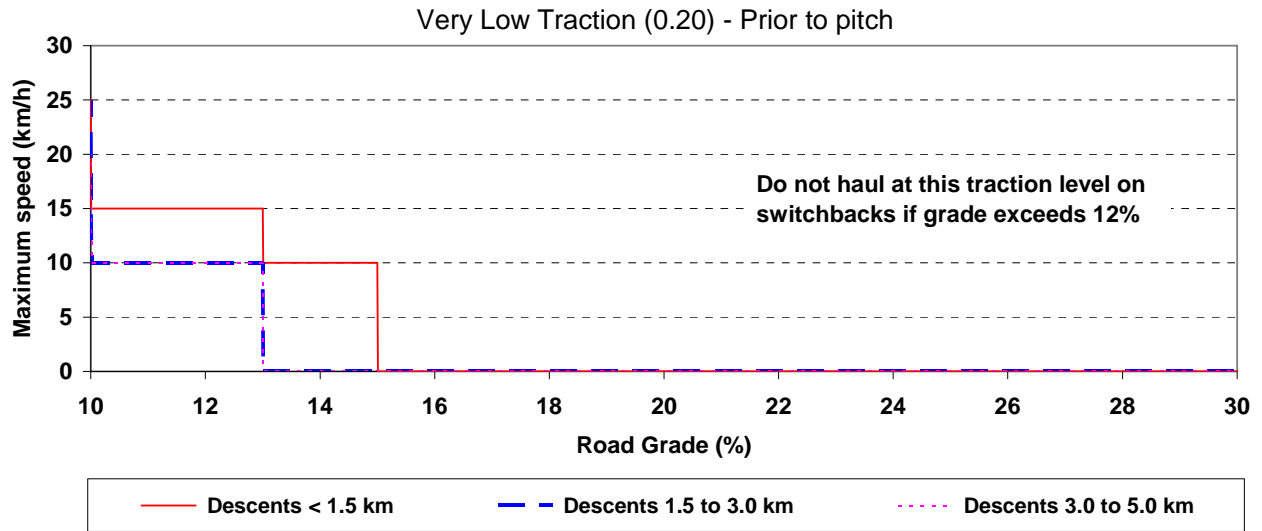 Very Low Traction (0.20) - Prior to pitch
30
25
20
15
10
5
0
Maximum speed (km/h)
Do not haul at this traction level on
switchbacks if grade exceeds 12%
10 12 14 16 18 20 22 24 26 28 30
Road Grade (%)
Descents < 1.5 km Descents 1.5 to 3.0 km Descents 3.0 to 5.0 km